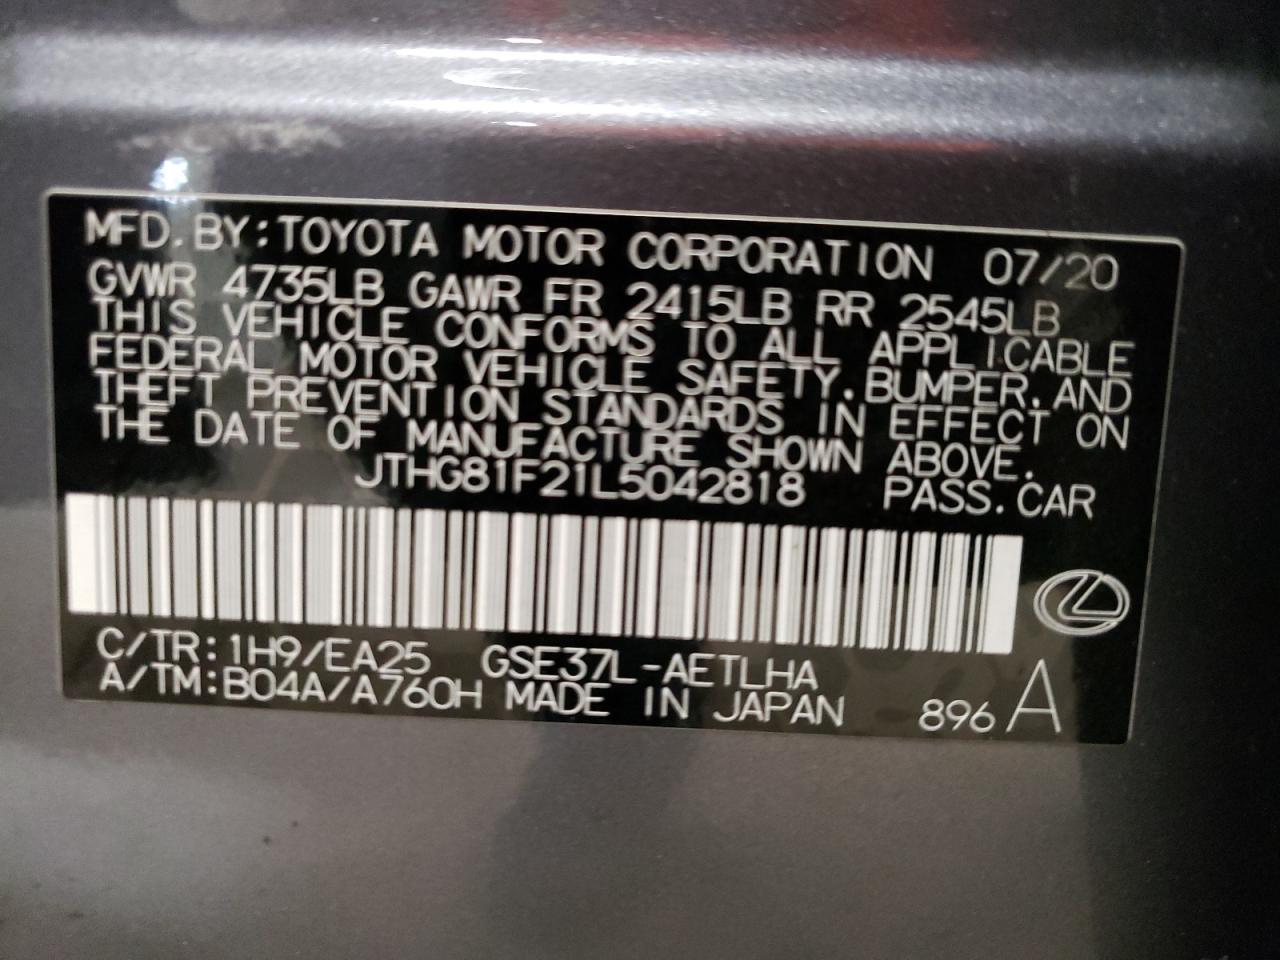 MFD. BY: TOYOTA MOTOR CORPORATION 07/20
GVWR 4735LB GAWR FR 2415LB RR 2545LB
THIS VEHICLE CONFORMS TO ALL APPLICABLE
FEDERAL MOTOR VEHICLE SAFETY. BUMPER. AND
THEFT PREVENTION STANDARDS IN EFFECT ON
THE DATE OF MANUFACTURE SHOWN ABOVE.
JTHG81F21L5042818 PASS. CAR
C/TR: 1H9/EA25 GSE37L-AETLHA
A/TM: B04A/A760H MADE IN JAPAN 896 A